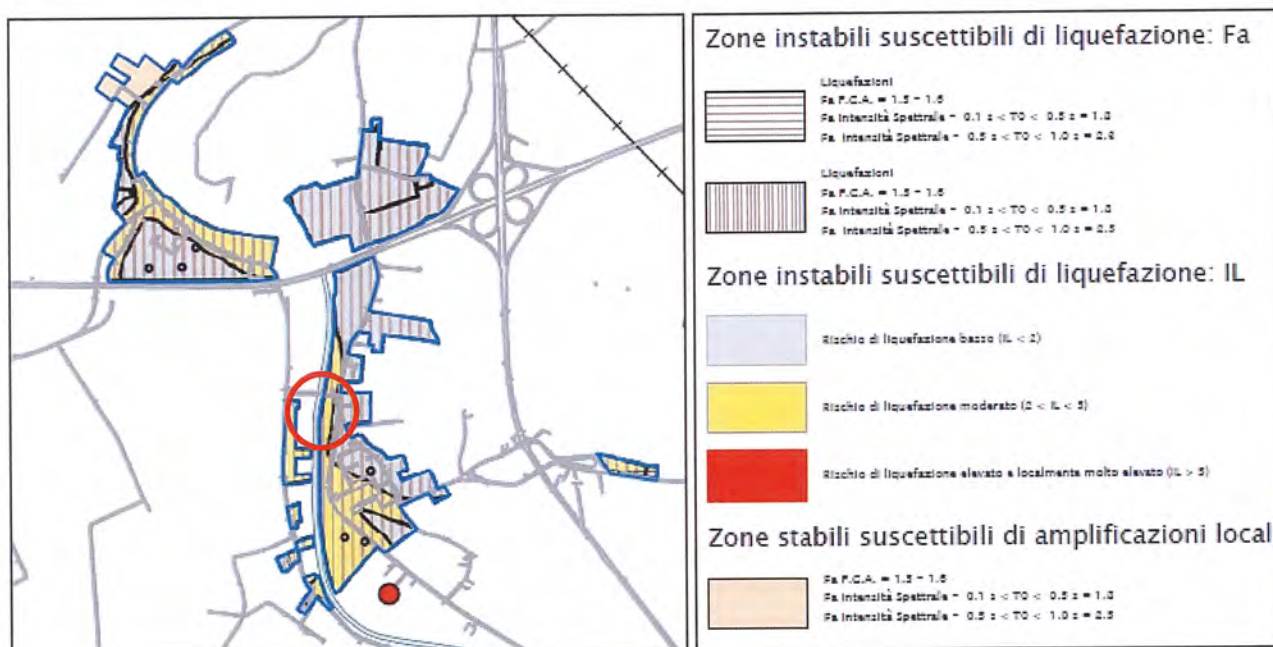 Zone instabili suscettibili di liquefazione: Fa
Liquefazioni
Fa P.G.A. = 1.5 - 1.6
Fa Intensità Spettrale - 0.1 s < T0 < 0.5 s = 1.8
Fa Intensità Spettrale - 0.5 s < T0 < 1.0 s = 2.6
Liquefazioni
Fa P.G.A. = 1.5 - 1.6
Fa Intensità Spettrale - 0.1 s < T0 < 0.5 s = 1.8
Fa Intensità Spettrale - 0.5 s < T0 < 1.0 s = 2.5
Zone instabili suscettibili di liquefazione: IL
Rischio di liquefazione basso (IL < 2)
Rischio di liquefazione moderato (2 < IL < 5)
Rischio di liquefazione elevato e localmente molto elevato (IL > 5)
Zone stabili suscettibili di amplificazioni local
Fa P.G.A. = 1.5 - 1.6
Fa Intensità Spettrale - 0.1 s < T0 < 0.5 s = 1.8
Fa Intensità Spettrale - 0.5 s < T0 < 1.0 s = 2.5